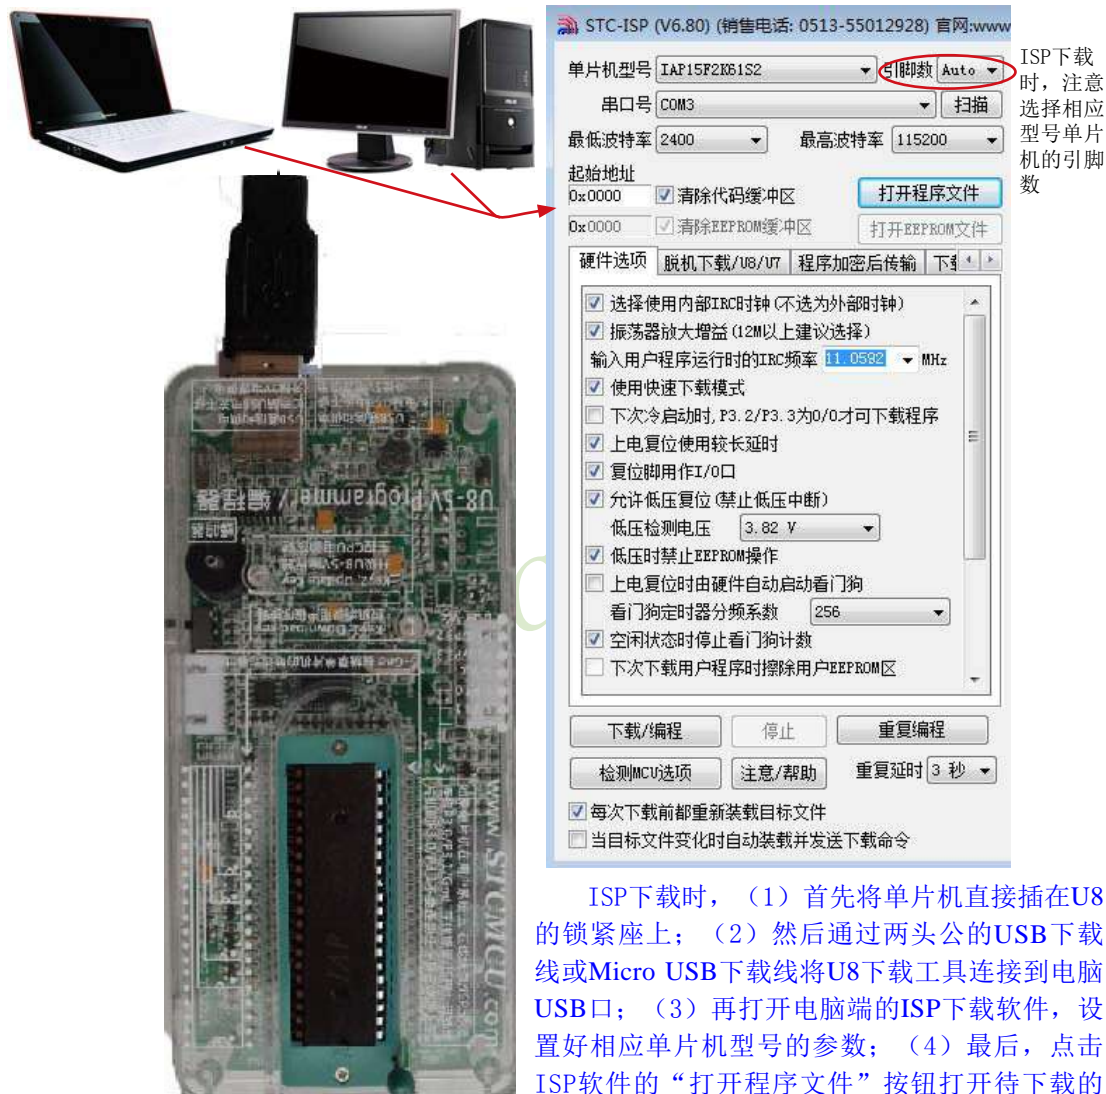 STC-ISP (V6.80) (销售电话: 0513-55012928) 官网:www
单片机型号 IAP15F2K61S2 引脚数 Auto
串口号 COM3 扫描
最低波特率 2400 最高波特率 115200
起始地址
0x0000 清除代码缓冲区 打开程序文件
0x0000 清除EEPROM缓冲区 打开EEPROM文件
硬件选项 脱机下载/U8/U7 程序加密后传输
选择使用内部IRC时钟(不选为外部时钟)
振荡器放大增益(12M以上建议选择)
输入用户程序运行时的IRC频率 11.0592 MHz
使用快速下载模式
下次冷启动时,P3.2/P3.3为0/0才可下载程序
上电复位使用较长延时
复位脚用作I/O口
允许低压复位(禁止低压中断)
低压检测电压 3.82 V
低压时禁止EEPROM操作
上电复位时由硬件自动启动看门狗
看门狗定时器分频系数 256
空闲状态时停止看门狗计数
下次下载用户程序时擦除用户EEPROM区
下载/编程 停止 重复编程
检测MCU选项 注意/帮助 重复延时 3 秒
每次下载前都重新装载目标文件
当目标文件变化时自动装载并发送下载命令
ISP下载
时，注意
选择相应
型号单片
机的引脚
数
U8-5V Programmer / 编程器
www.STCMCU.com
ISP下载时，（1）首先将单片机直接插在U8
的锁紧座上；（2）然后通过两头公的USB下载
线或Micro USB下载线将U8下载工具连接到电脑
USB口；（3）再打开电脑端的ISP下载软件，设
置好相应单片机型号的参数；（4）最后，点击
ISP软件的“打开程序文件”按钮打开待下载的